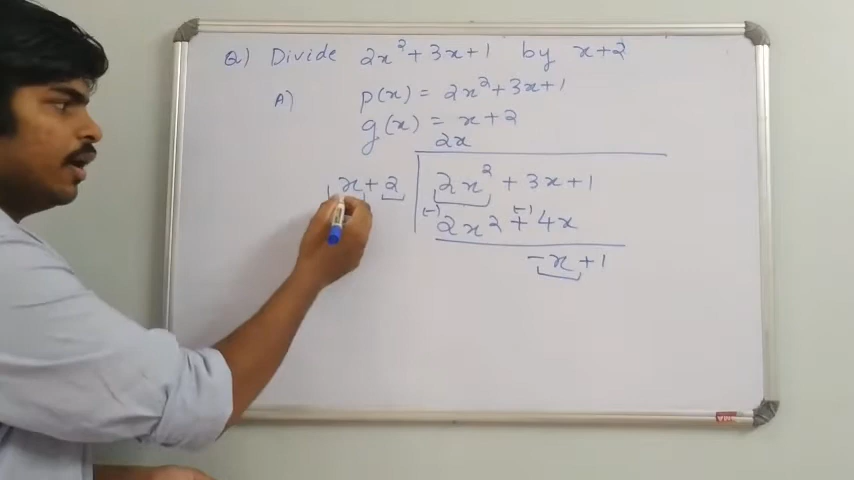 Q) Divide 2x² + 3x + 1 by x + 2
A) p(x) = 2x² + 3x + 1
g(x) = x + 2
2x
x + 2 2x² + 3x + 1
(-) (-)
2x2 + 4x
-x + 1